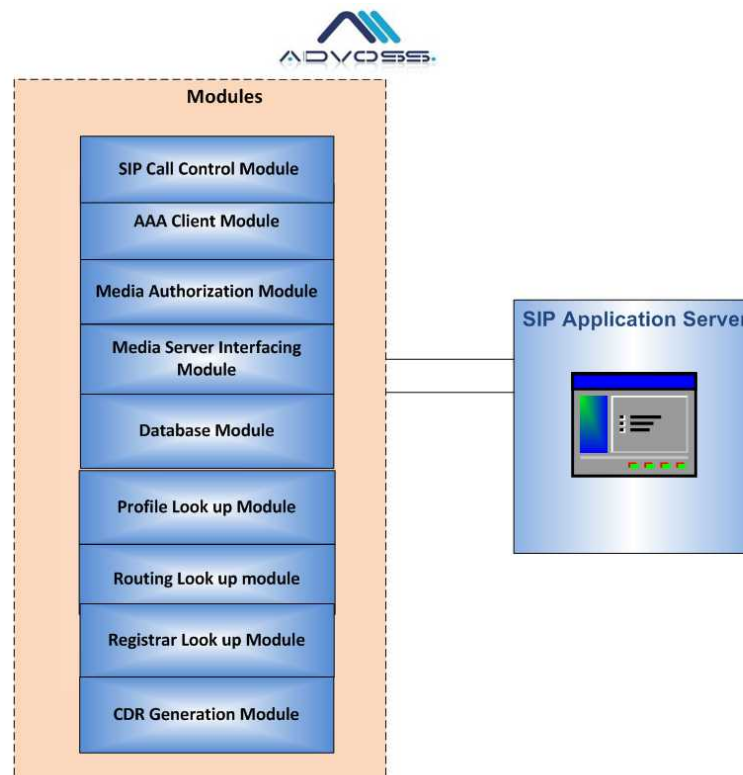 ADVOSS.
Modules
SIP Call Control Module
AAA Client Module
Media Authorization Module
Media Server Interfacing
Module
Database Module
Profile Look up Module
Routing Look up module
Registrar Look up Module
CDR Generation Module
SIP Application Server